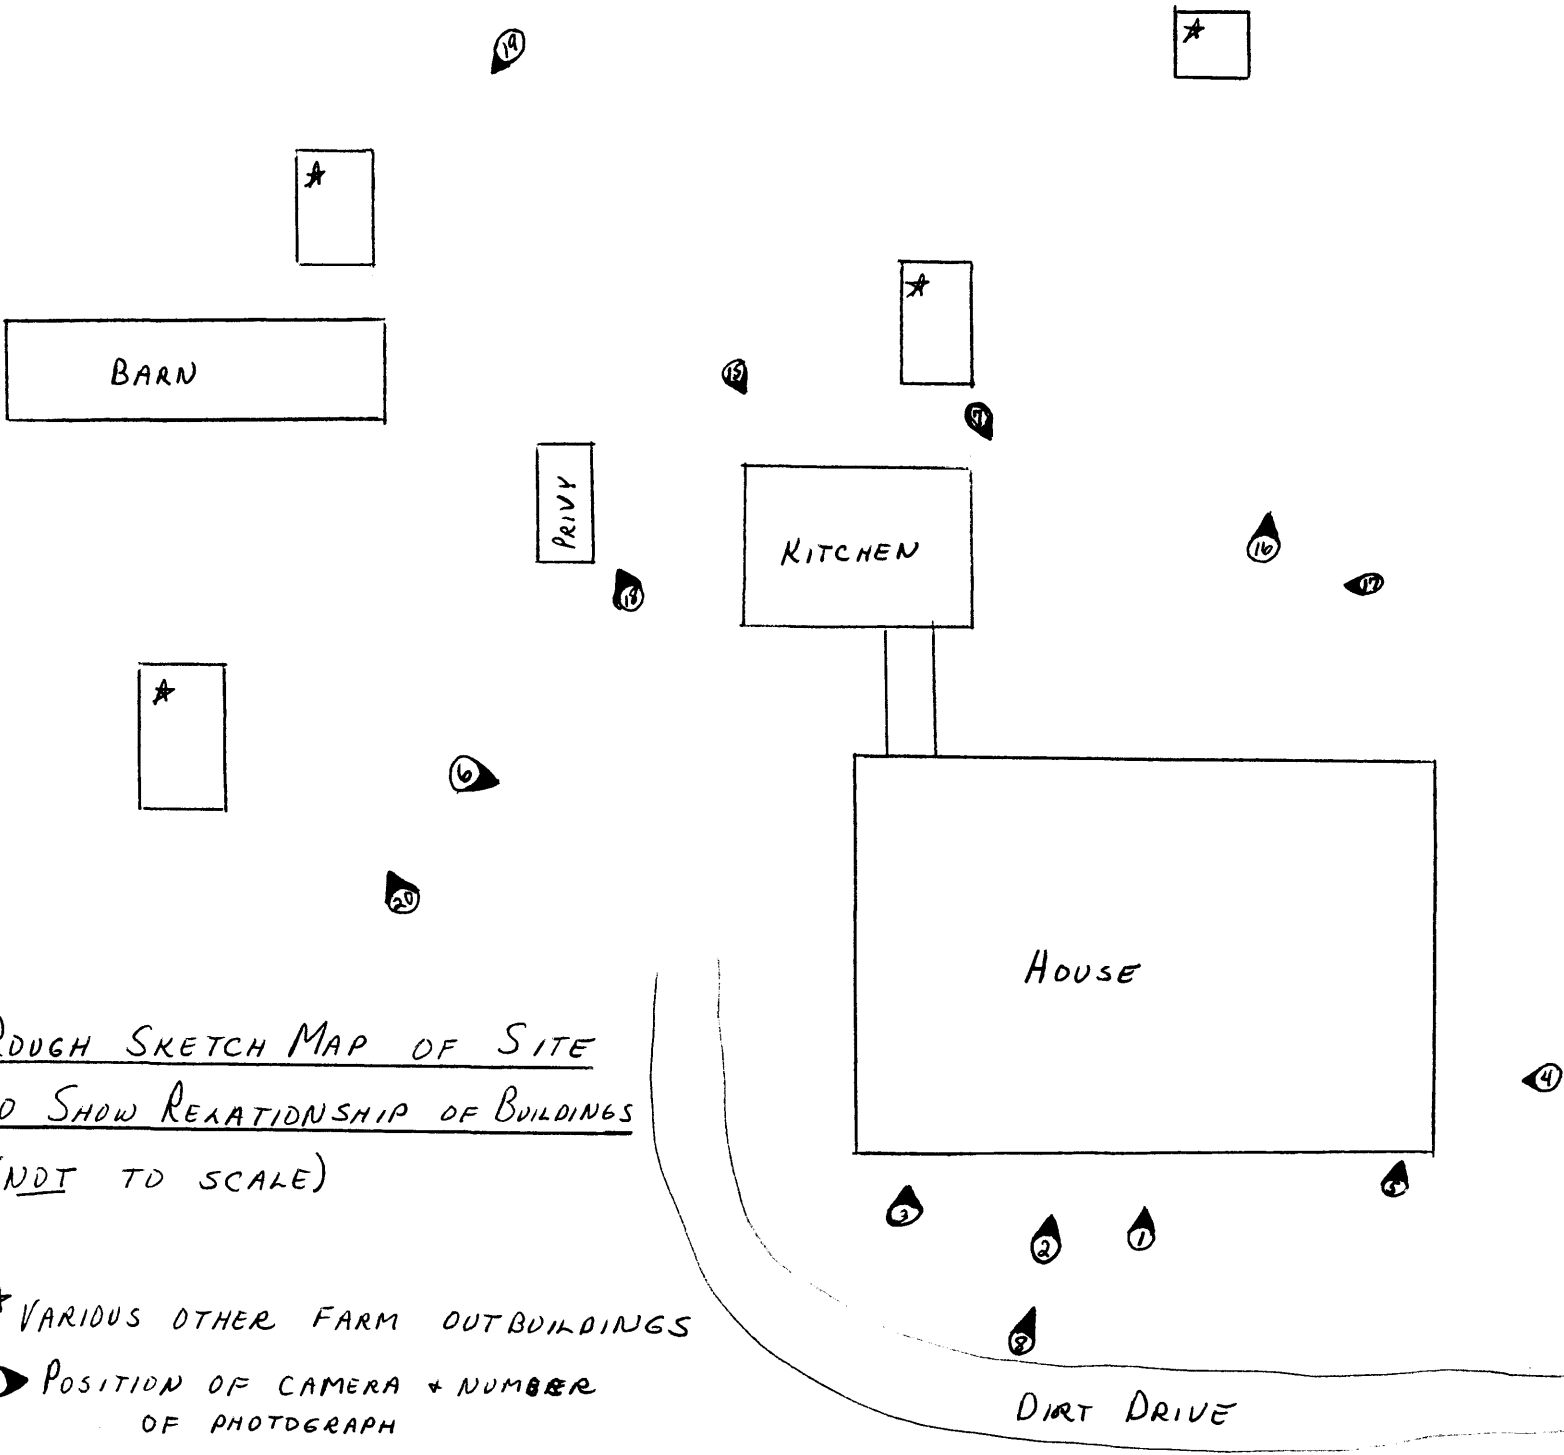 19
☆
☆
☆
BARN
15
7
PRIVY
KITCHEN
16
17
18
☆
6
20
HOUSE
ROUGH SKETCH MAP OF SITE
TO SHOW RELATIONSHIP OF BUILDINGS
(NOT TO SCALE)
4
5
3
2
1
8
☆ VARIOUS OTHER FARM OUTBUILDINGS
POSITION OF CAMERA + NUMBER
OF PHOTOGRAPH
DIRT DRIVE